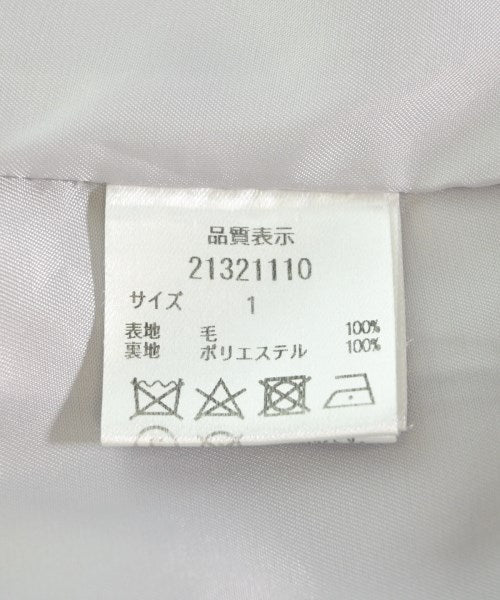 品質表示
21321110
サイズ 1
表地 毛 100%
裏地 ポリエステル 100%